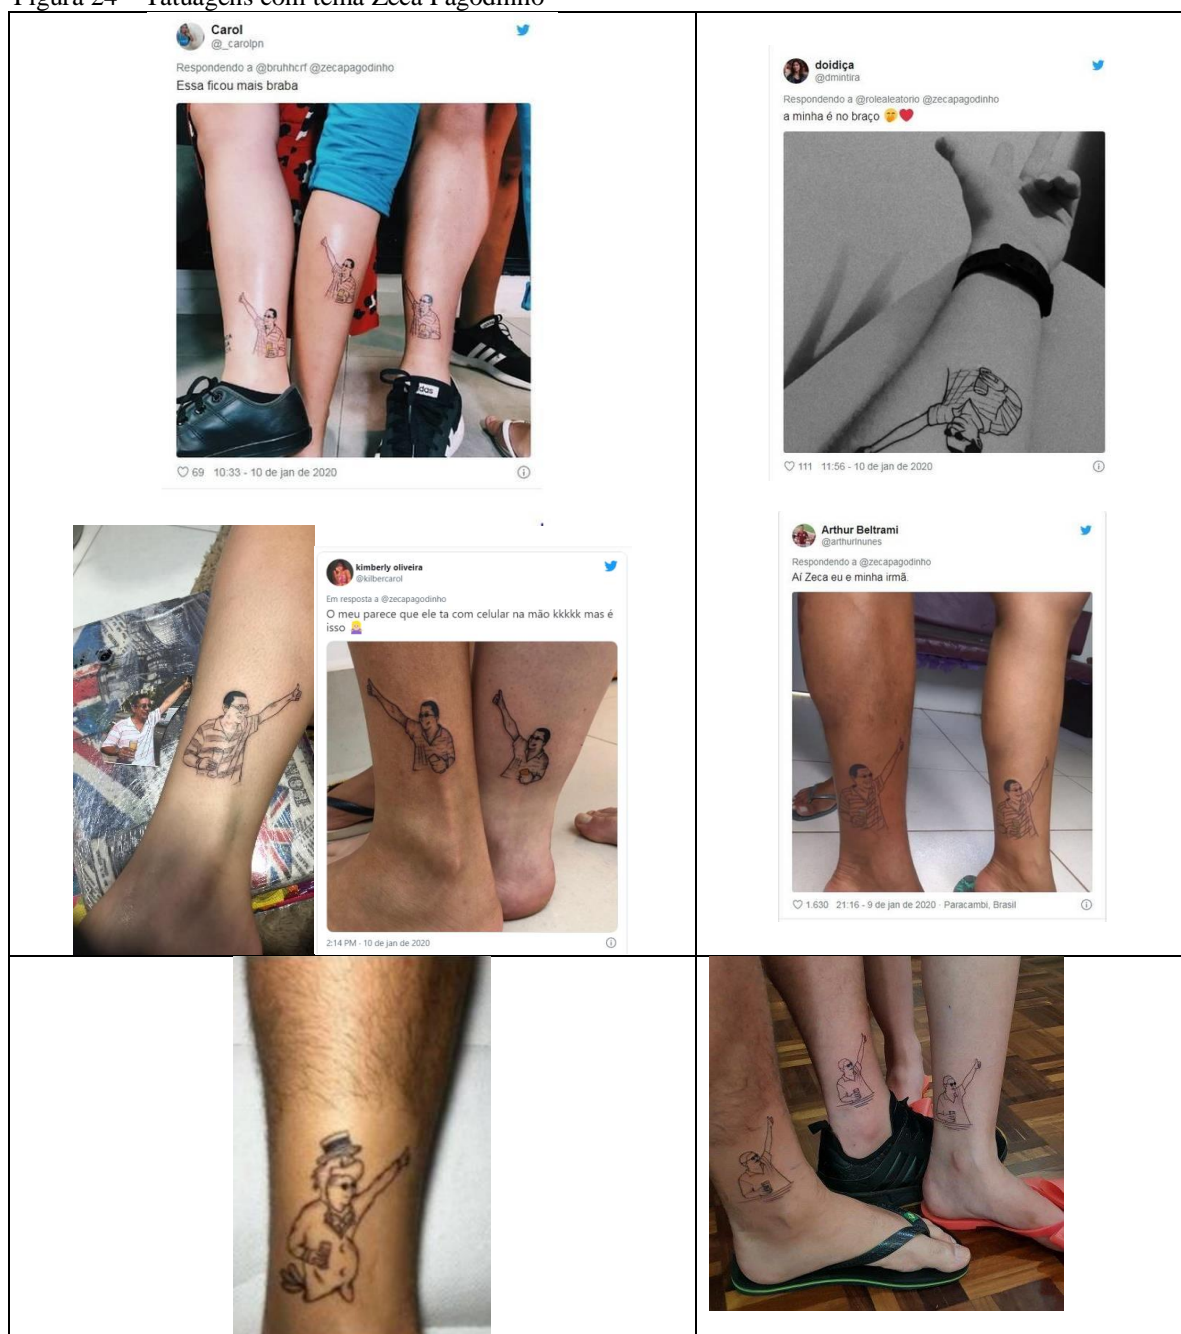 Figura 24 – Tatuagens com tema Zeca Pagodinho
Carol
@_carolpn
Respondendo a @bruhhcrf @zecapagodinho
Essa ficou mais braba
69 10:33 - 10 de jan de 2020
doidiça
@dmintira
Respondendo a @rolealeatorio @zecapagodinho
a minha é no braço 🤭❤️
111 11:56 - 10 de jan de 2020
kimberly oliveira
@kilbercarol
Em resposta a @zecapagodinho
O meu parece que ele ta com celular na mão kkkkk mas é
isso 🤷🏼‍♀️
2:14 PM · 10 de jan de 2020
Arthur Beltrami
@arthurlnunes
Respondendo a @zecapagodinho
Aí Zeca eu e minha irmã.
1.630 21:16 - 9 de jan de 2020 · Paracambi, Brasil